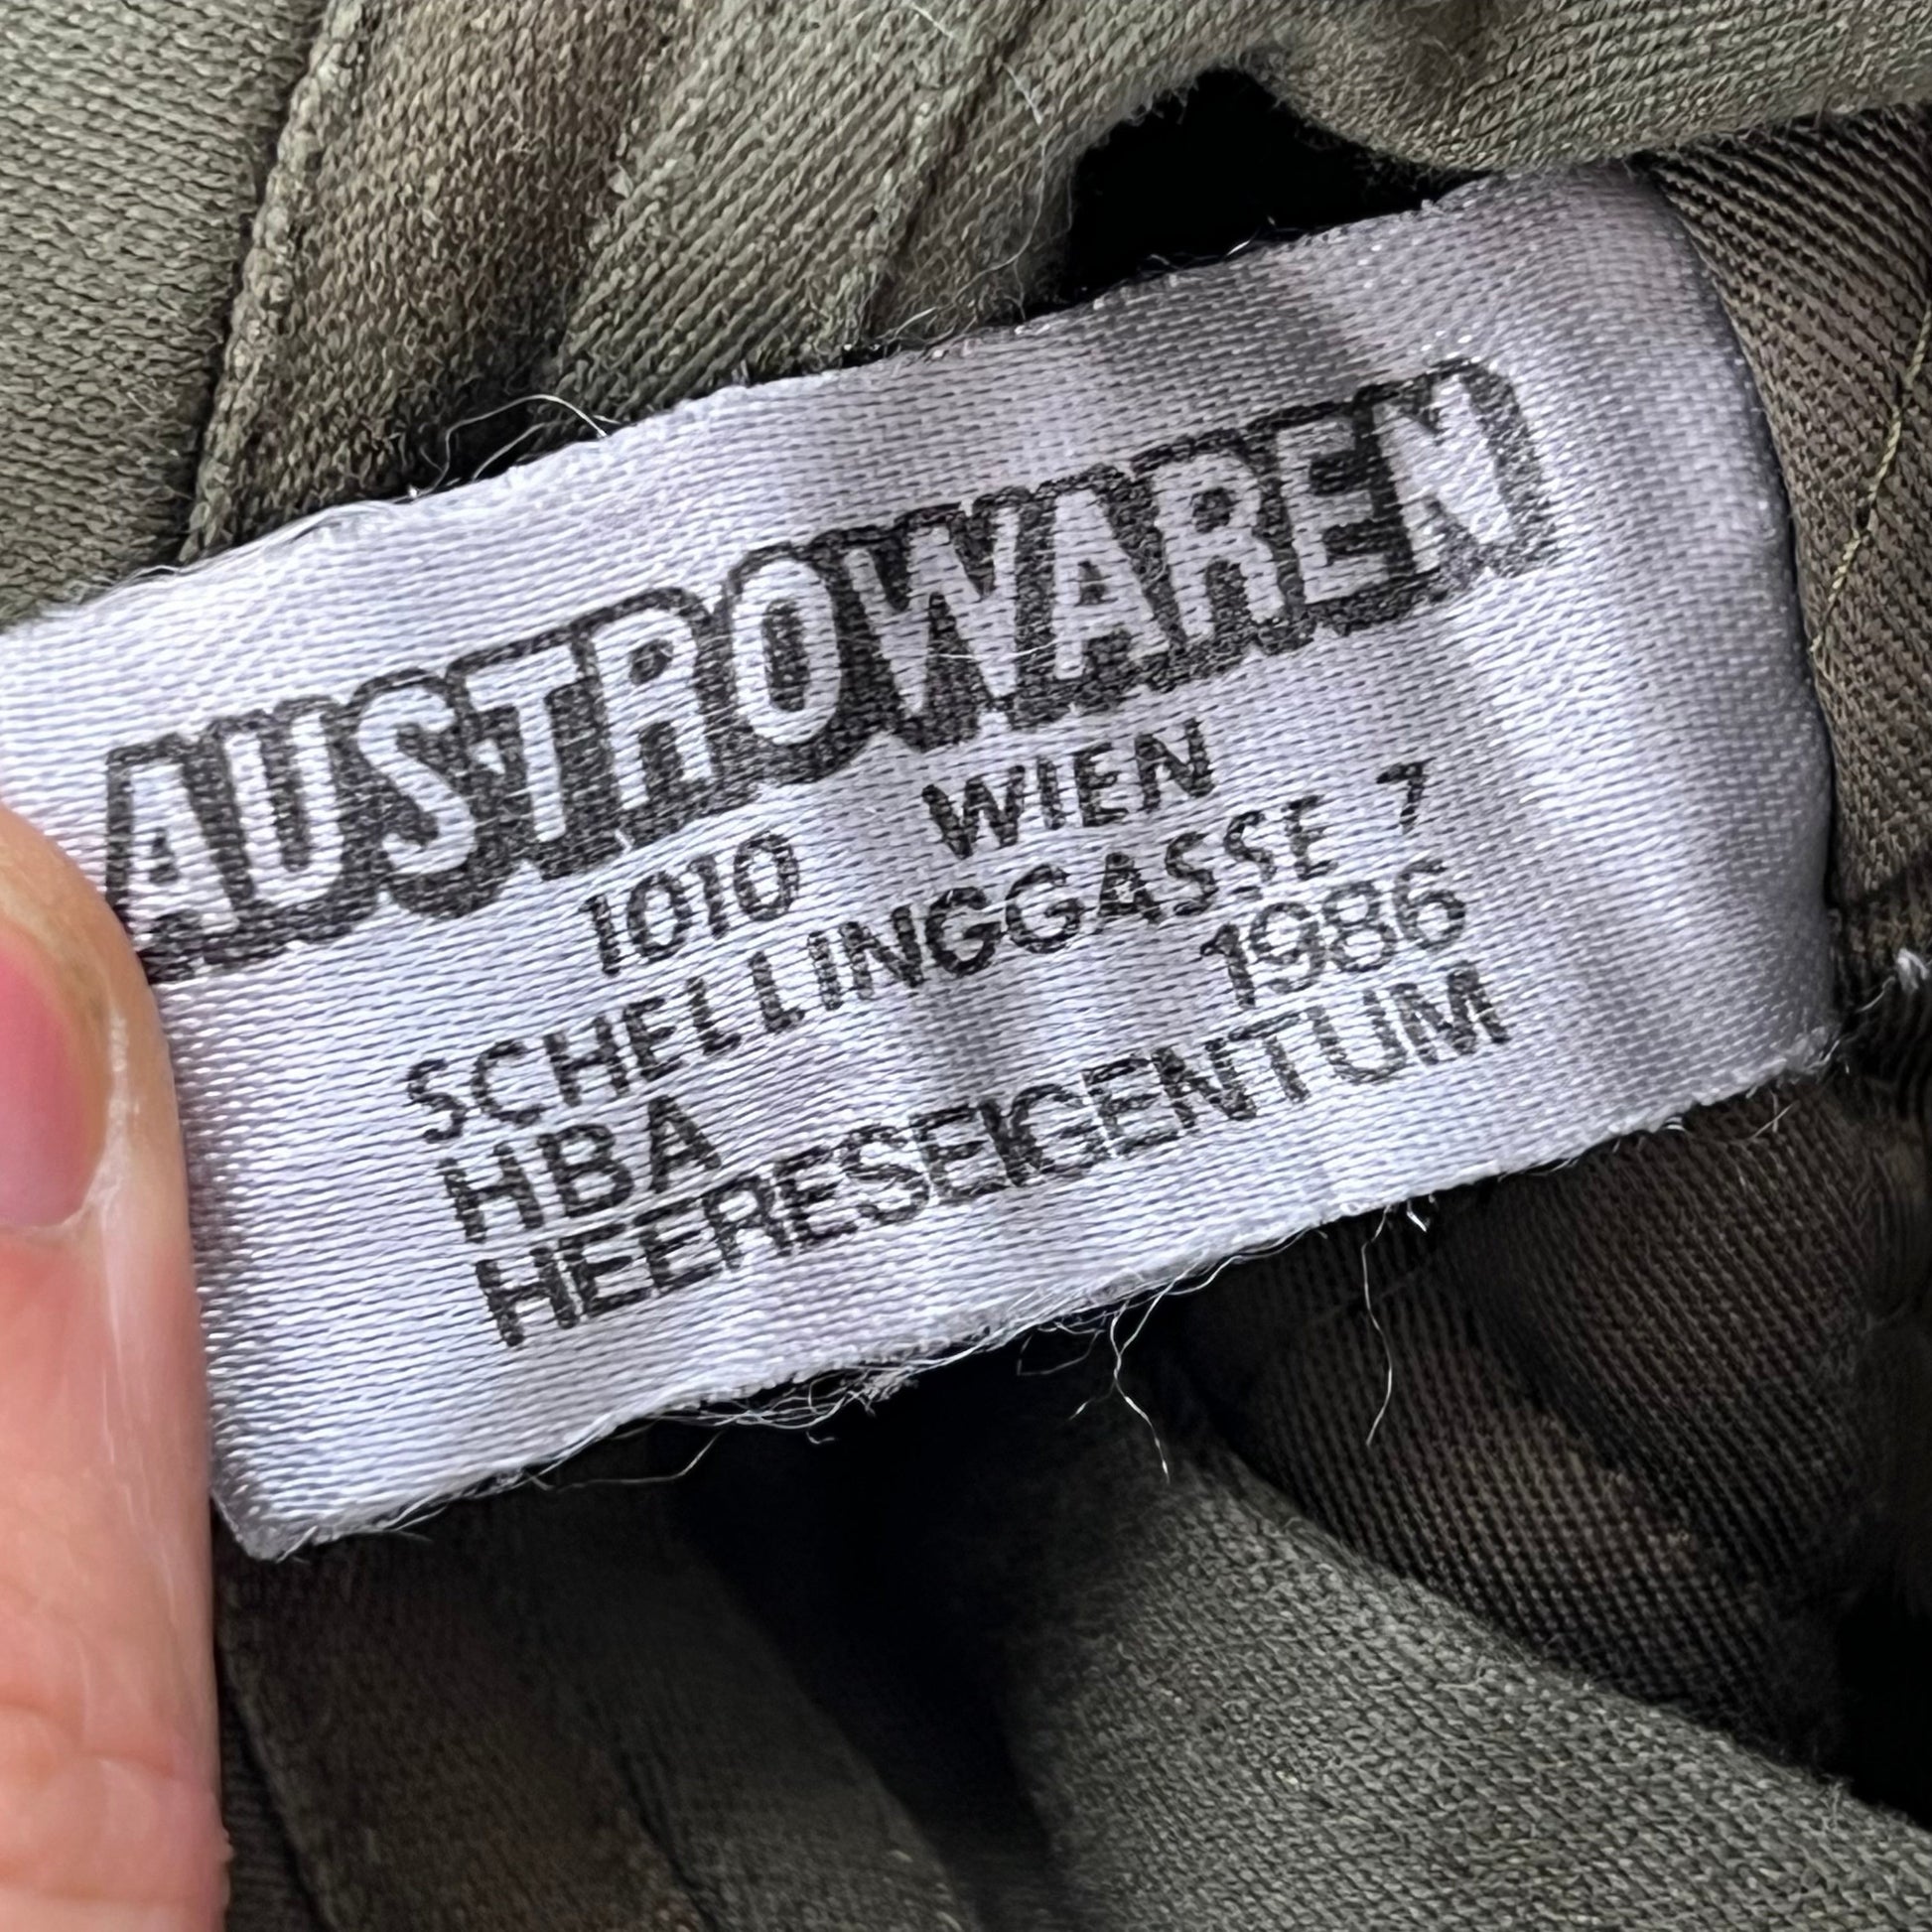 AUSTROWAREN
1010 WIEN
SCHELLINGGASSE 7
HBA 1986
HEERESEIGENTUM